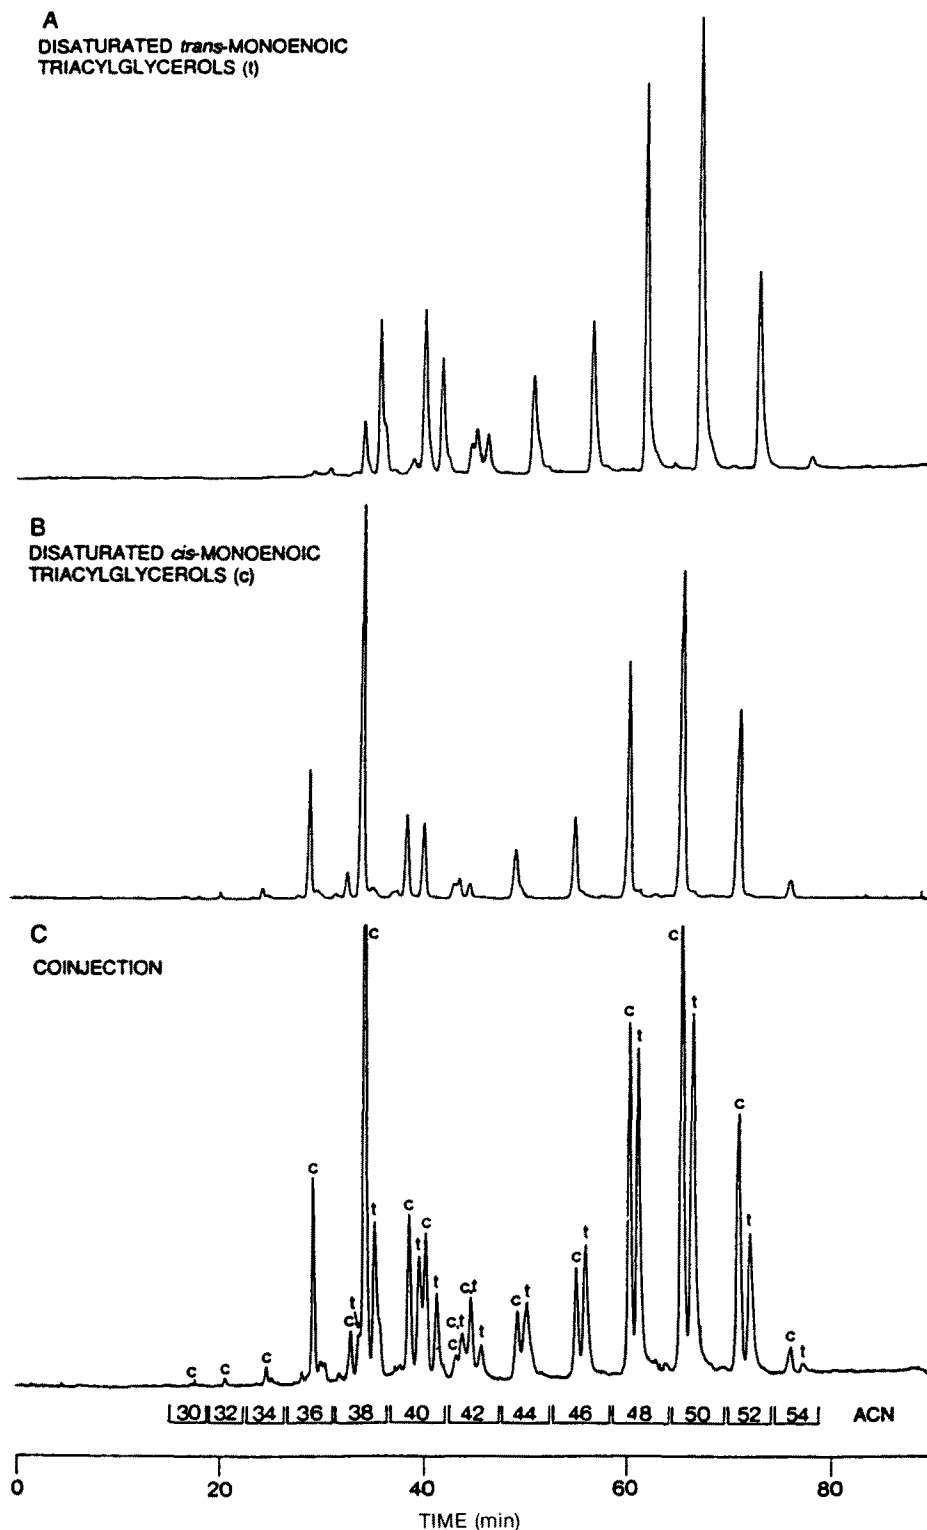 A
DISATURATED trans-MONOENOIC
TRIACYLGLYCEROLS (t)
B
DISATURATED cis-MONOENOIC
TRIACYLGLYCEROLS (c)
C
COINJECTION
c
c
c
c
c
t
c
t
c
t
c
t
c
c,t
c,t
t
c
t
c
t
c
t
c
t
c
t
c
t
30 32 34 36 38 40 42 44 46 48 50 52 54 ACN
0 20 40 60 80
TIME (min)